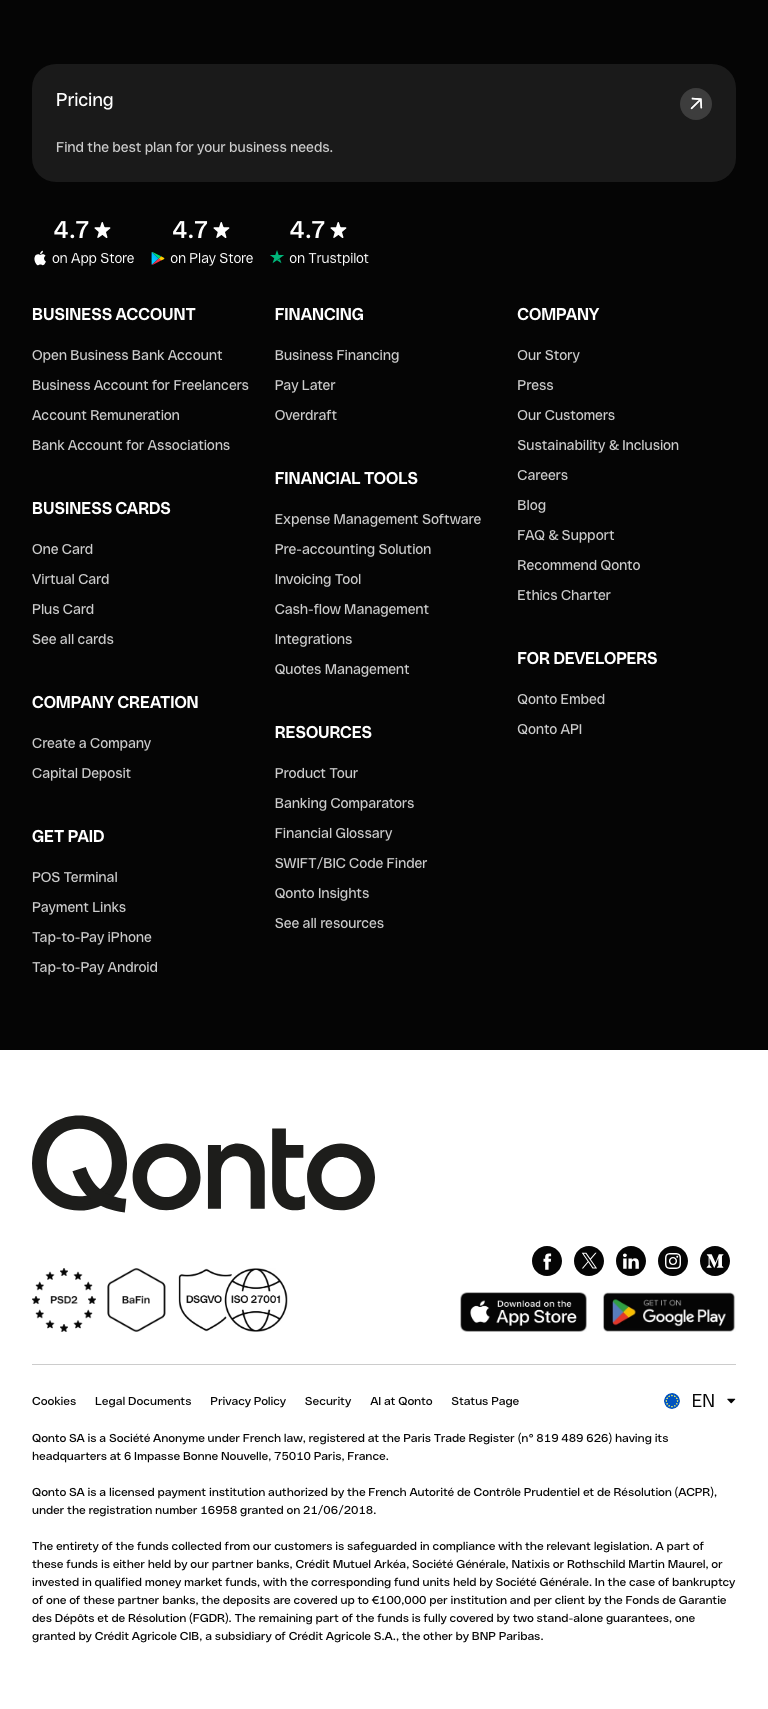 Pricing
Find the best plan for your business needs.
4.7
on App Store
4.7
on Play Store
4.7
on Trustpilot
BUSINESS ACCOUNT
Open Business Bank Account
Business Account for Freelancers
Account Remuneration
Bank Account for Associations
BUSINESS CARDS
One Card
Virtual Card
Plus Card
See all cards
COMPANY CREATION
Create a Company
Capital Deposit
GET PAID
POS Terminal
Payment Links
Tap-to-Pay iPhone
Tap-to-Pay Android
FINANCING
Business Financing
Pay Later
Overdraft
FINANCIAL TOOLS
Expense Management Software
Pre-accounting Solution
Invoicing Tool
Cash-flow Management
Integrations
Quotes Management
RESOURCES
Product Tour
Banking Comparators
Financial Glossary
SWIFT/BIC Code Finder
Qonto Insights
See all resources
COMPANY
Our Story
Press
Our Customers
Sustainability & Inclusion
Careers
Blog
FAQ & Support
Recommend Qonto
Ethics Charter
FOR DEVELOPERS
Qonto Embed
Qonto API
Qonto
PSD2
BaFin
DSGVO
ISO 27001
Download on the
App Store
GET IT ON
Google Play
Cookies Legal Documents Privacy Policy Security AI at Qonto Status Page
EN
Qonto SA is a Société Anonyme under French law, registered at the Paris Trade Register (n° 819 489 626) having its
headquarters at 6 Impasse Bonne Nouvelle, 75010 Paris, France.
Qonto SA is a licensed payment institution authorized by the French Autorité de Contrôle Prudentiel et de Résolution (ACPR),
under the registration number 16958 granted on 21/06/2018.
The entirety of the funds collected from our customers is safeguarded in compliance with the relevant legislation. A part of
these funds is either held by our partner banks, Crédit Mutuel Arkéa, Société Générale, Natixis or Rothschild Martin Maurel, or
invested in qualified money market funds, with the corresponding fund units held by Société Générale. In the case of bankruptcy
of one of these partner banks, the deposits are covered up to €100,000 per institution and per client by the Fonds de Garantie
des Dépôts et de Résolution (FGDR). The remaining part of the funds is fully covered by two stand-alone guarantees, one
granted by Crédit Agricole CIB, a subsidiary of Crédit Agricole S.A., the other by BNP Paribas.